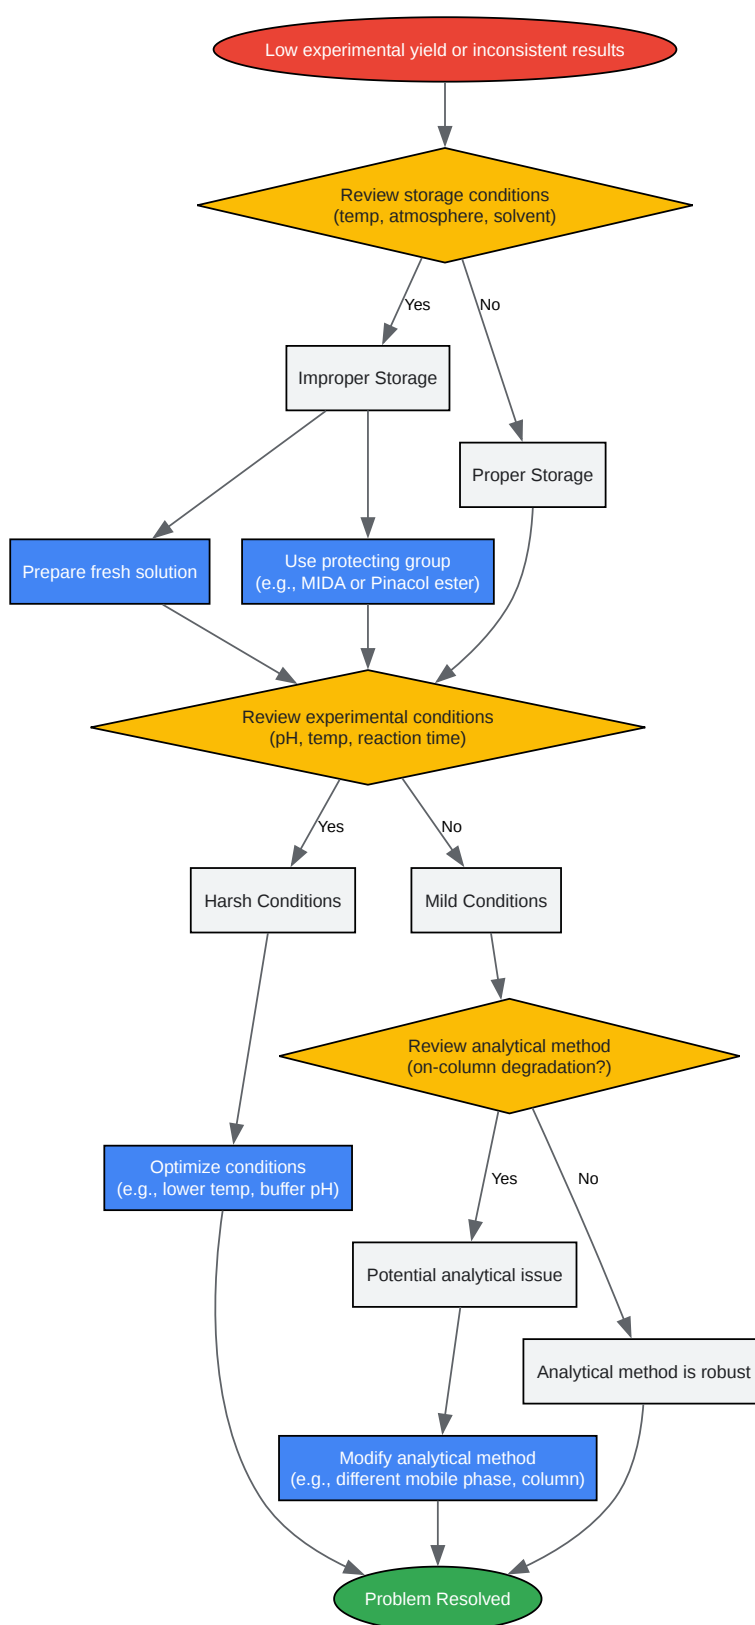 Low experimental yield or inconsistent results
Review storage conditions
(temp, atmosphere, solvent)
Yes
No
Improper Storage
Proper Storage
Prepare fresh solution
Use protecting group
(e.g., MIDA or Pinacol ester)
Review experimental conditions
(pH, temp, reaction time)
Yes
No
Harsh Conditions
Mild Conditions
Review analytical method
(on-column degradation?)
Optimize conditions
(e.g., lower temp, buffer pH)
Yes
No
Potential analytical issue
Analytical method is robust
Modify analytical method
(e.g., different mobile phase, column)
Problem Resolved